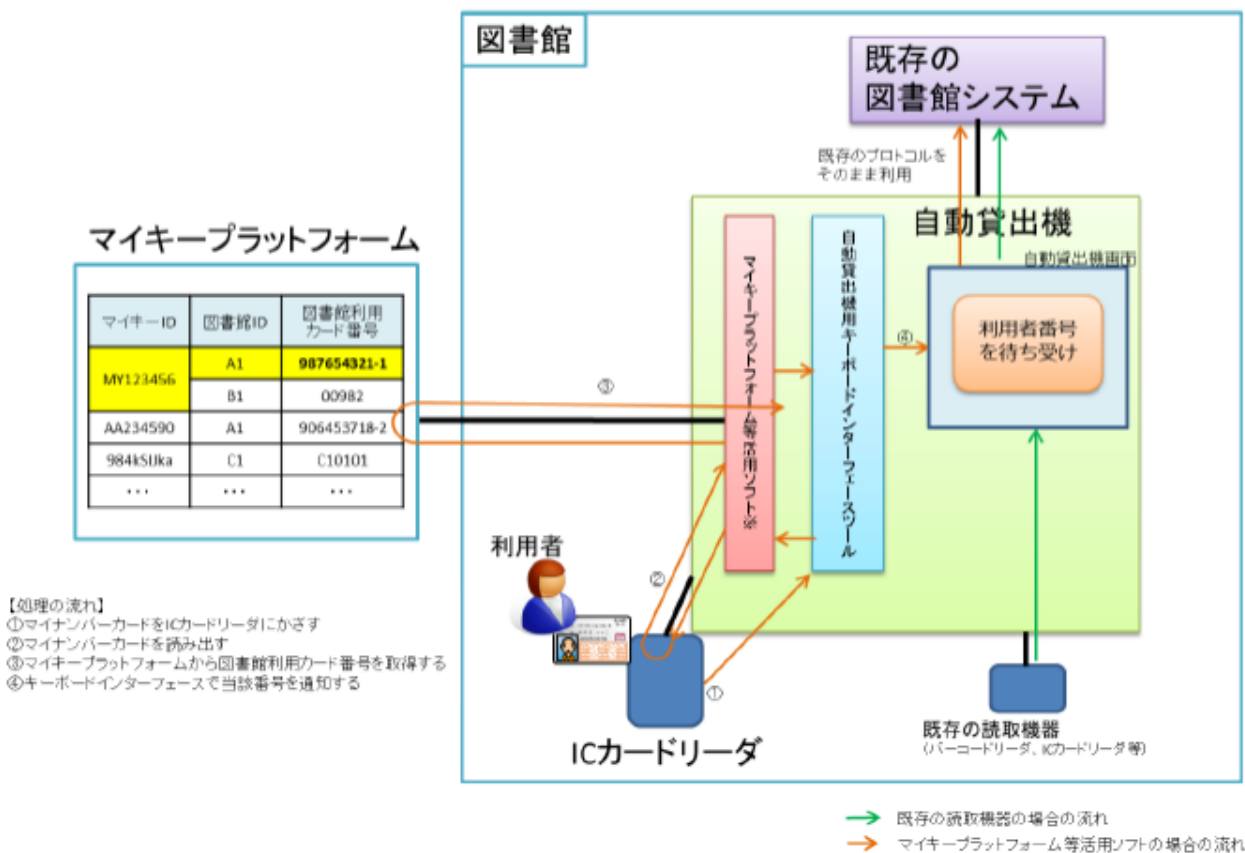 図書館
既存の
図書館システム
既存のプロトコルを
そのまま利用
自動貸出機
自動貸出機画面
マイキープラットフォーム
マイキーID 図書館ID 図書館利用
カード番号
MY123456 A1 987654321-1
B1 00982
AA234590 A1 906453718-2
984kSUka C1 C10101
… … …
③
マイキープラットフォーム等活用ソフト※
自動貸出機用キーボードインターフェースツール
④
利用者番号
を待ち受け
利用者
②
①
ICカードリーダ
既存の読取機器
(バーコードリーダ、ICカードリーダ等)
【処理の流れ】
①マイナンバーカードをICカードリーダにかざす
②マイナンバーカードを読み出す
③マイキープラットフォームから図書館利用カード番号を取得する
④キーボードインターフェースで当該番号を通知する
既存の読取機器の場合の流れ
マイキープラットフォーム等活用ソフトの場合の流れ